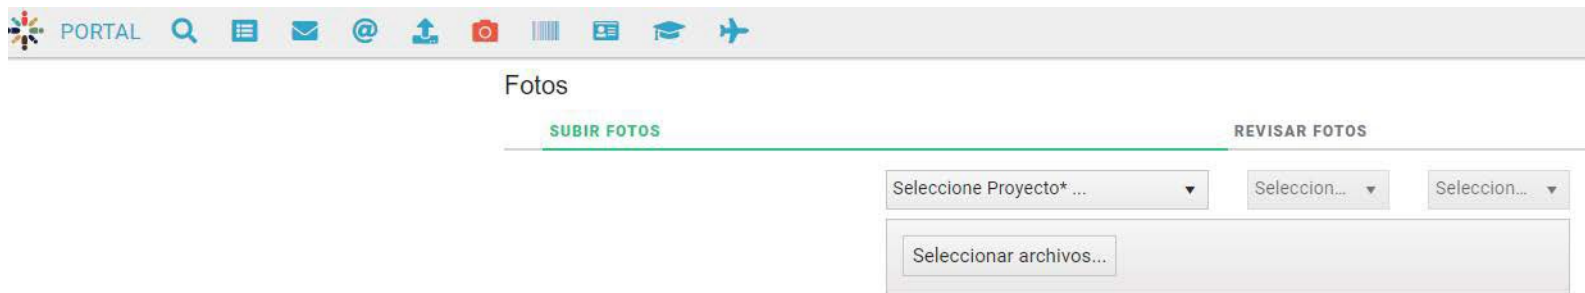 PORTAL
Fotos
SUBIR FOTOS REVISAR FOTOS
Seleccione Proyecto* ... Seleccion... Seleccion...
Seleccionar archivos...